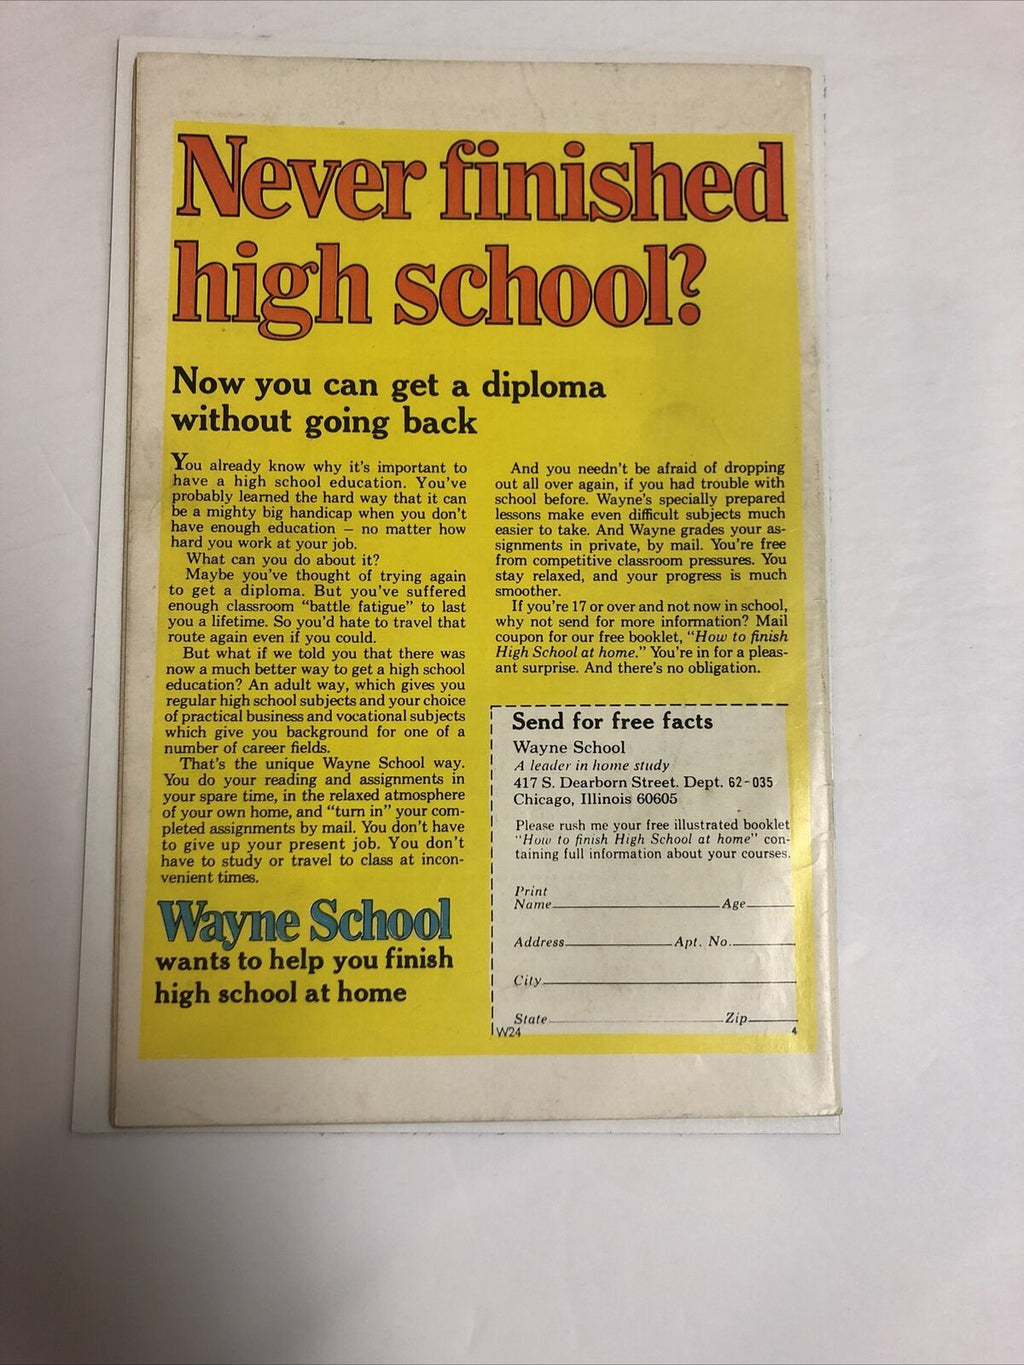 Never finished
high school?
Now you can get a diploma
without going back
You already know why it's important to
have a high school education. You've
probably learned the hard way that it can
be a mighty big handicap when you don't
have enough education – no matter how
hard you work at your job.
What can you do about it?
Maybe you've thought of trying again
to get a diploma. But you've suffered
enough classroom "battle fatigue" to last
you a lifetime. So you'd hate to travel that
route again even if you could.
But what if we told you that there was
now a much better way to get a high school
education? An adult way, which gives you
regular high school subjects and your choice
of practical business and vocational subjects
which give you background for one of a
number of career fields.
That's the unique Wayne School way.
You do your reading and assignments in
your spare time, in the relaxed atmosphere
of your own home, and "turn in" your com-
pleted assignments by mail. You don't have
to give up your present job. You don't
have to study or travel to class at incon-
venient times.
Wayne School
wants to help you finish
high school at home
And you needn't be afraid of dropping
out all over again, if you had trouble with
school before. Wayne's specially prepared
lessons make even difficult subjects much
easier to take. And Wayne grades your as-
signments in private, by mail. You're free
from competitive classroom pressures. You
stay relaxed, and your progress is much
smoother.
If you're 17 or over and not now in school,
why not send for more information? Mail
coupon for our free booklet, "How to finish
High School at home." You're in for a pleas-
ant surprise. And there's no obligation.
Send for free facts
Wayne School
A leader in home study
417 S. Dearborn Street. Dept. 62-035
Chicago, Illinois 60605
Please rush me your free illustrated booklet
"How to finish High School at home" con-
taining full information about your courses.
Print
Name Age
Address Apt. No.
City
State Zip
W24 4